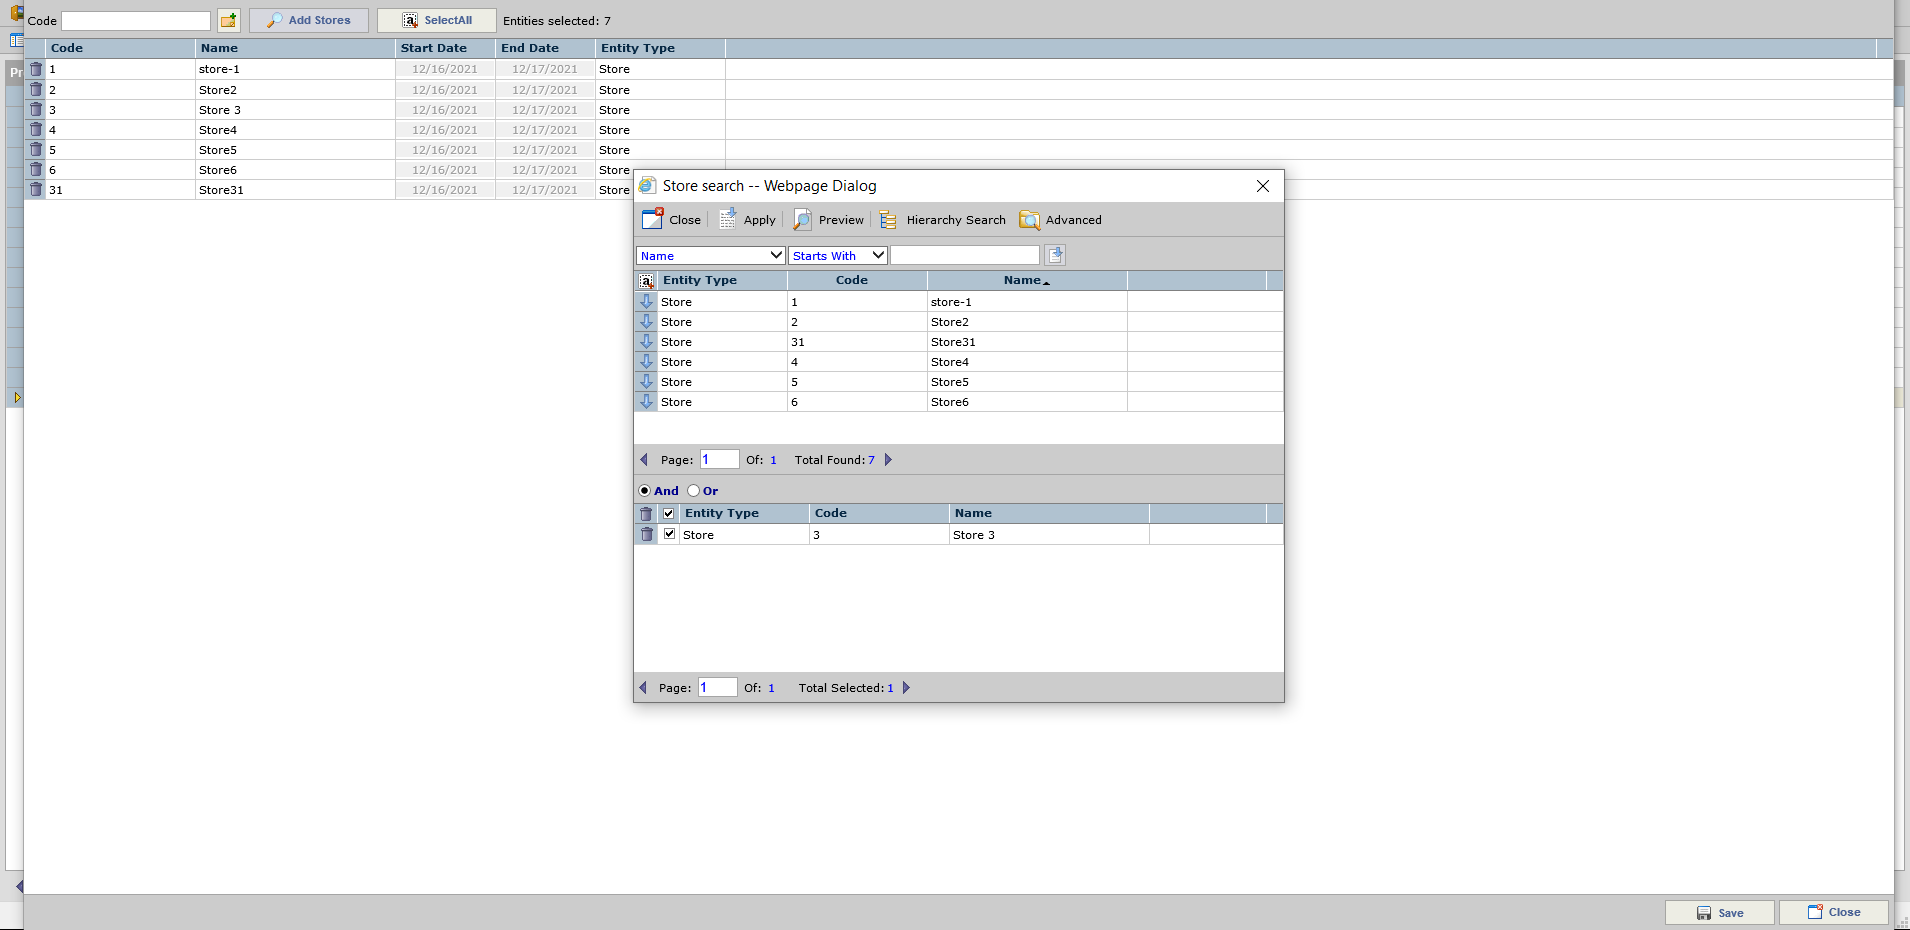 Code Add Stores SelectAll Entities selected: 7
Code Name Start Date End Date Entity Type
1 store-1 12/16/2021 12/17/2021 Store
2 Store2 12/16/2021 12/17/2021 Store
3 Store 3 12/16/2021 12/17/2021 Store
4 Store4 12/16/2021 12/17/2021 Store
5 Store5 12/16/2021 12/17/2021 Store
6 Store6 12/16/2021 12/17/2021 Store
31 Store31 12/16/2021 12/17/2021 Store
Pr
Store search -- Webpage Dialog
Close Apply Preview Hierarchy Search Advanced
Name Starts With
Entity Type Code Name
Store 1 store-1
Store 2 Store2
Store 31 Store31
Store 4 Store4
Store 5 Store5
Store 6 Store6
Page: 1 Of: 1 Total Found: 7
And Or
Entity Type Code Name
Store 3 Store 3
Page: 1 Of: 1 Total Selected: 1
Save Close